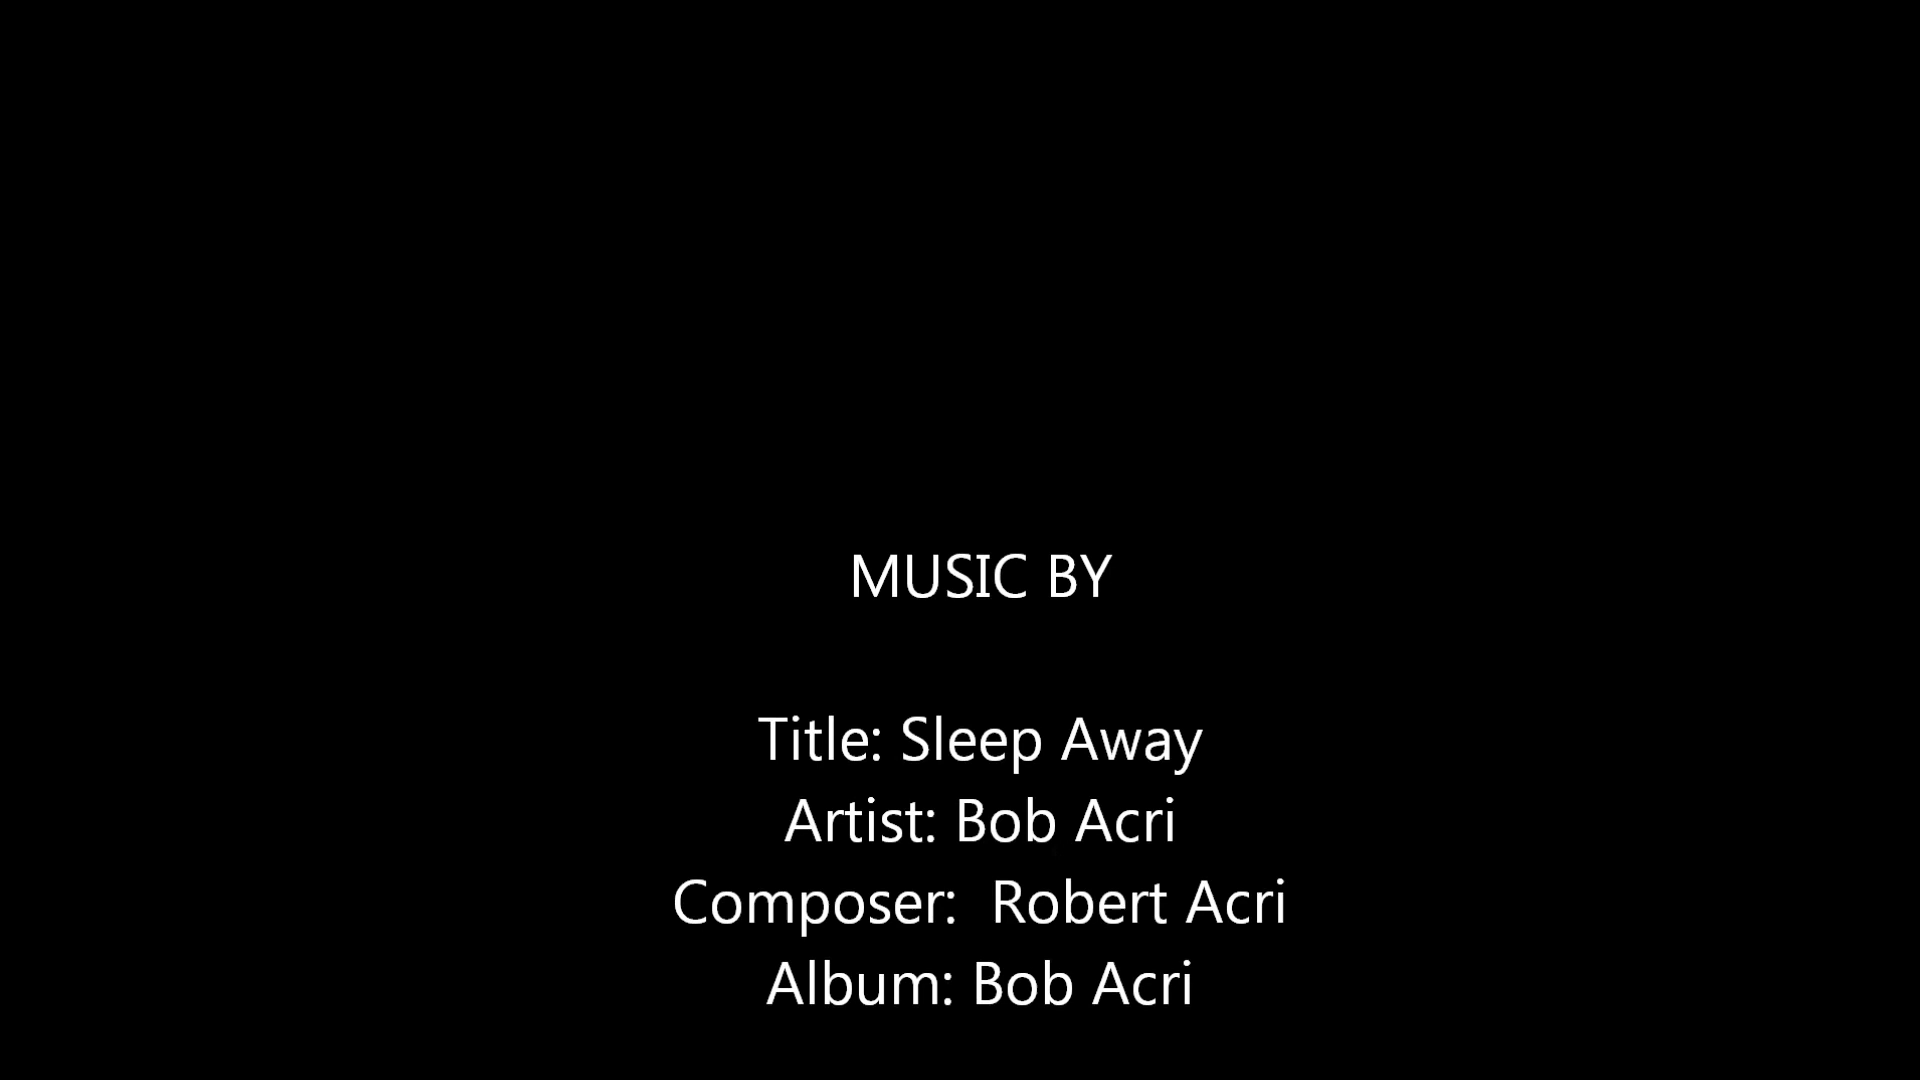 MUSIC BY
Title: Sleep Away
Artist: Bob Acri
Composer:  Robert Acri
Album: Bob Acri